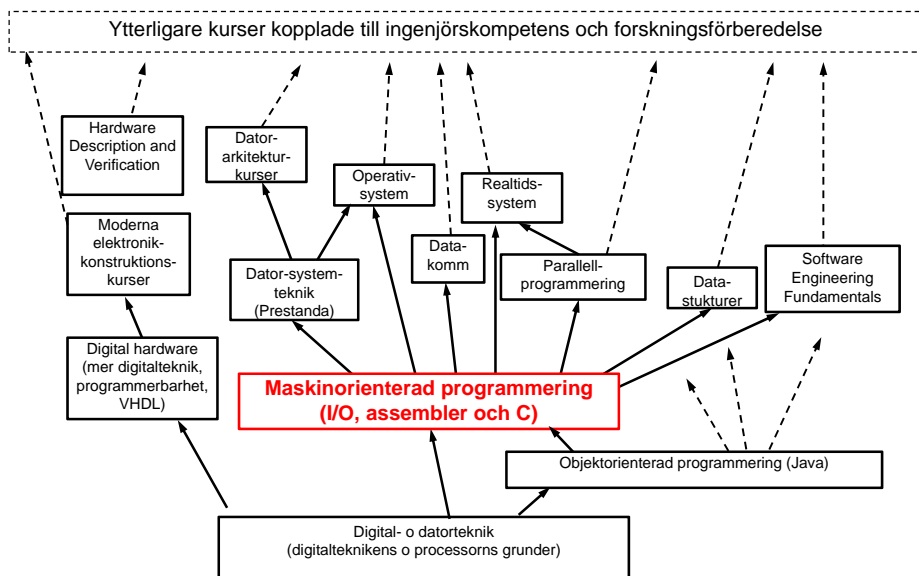 Ytterligare kurser kopplade till ingenjörskompetens och forskningsförberedelse
Hardware
Description and
Verification
Dator-
arkitektur-
kurser
Operativ-
system
Realtids-
system
Moderna
elektronik-
konstruktions-
kurser
Dator-system-
teknik
(Prestanda)
Data-
komm
Parallell-
programmering
Data-
stukturer
Software
Engineering
Fundamentals
Digital hardware
(mer digitalteknik,
programmerbarhet,
VHDL)
Maskinorienterad programmering
(I/O, assembler och C)
Objektorienterad programmering (Java)
Digital- o datorteknik
(digitalteknikens o processorns grunder)